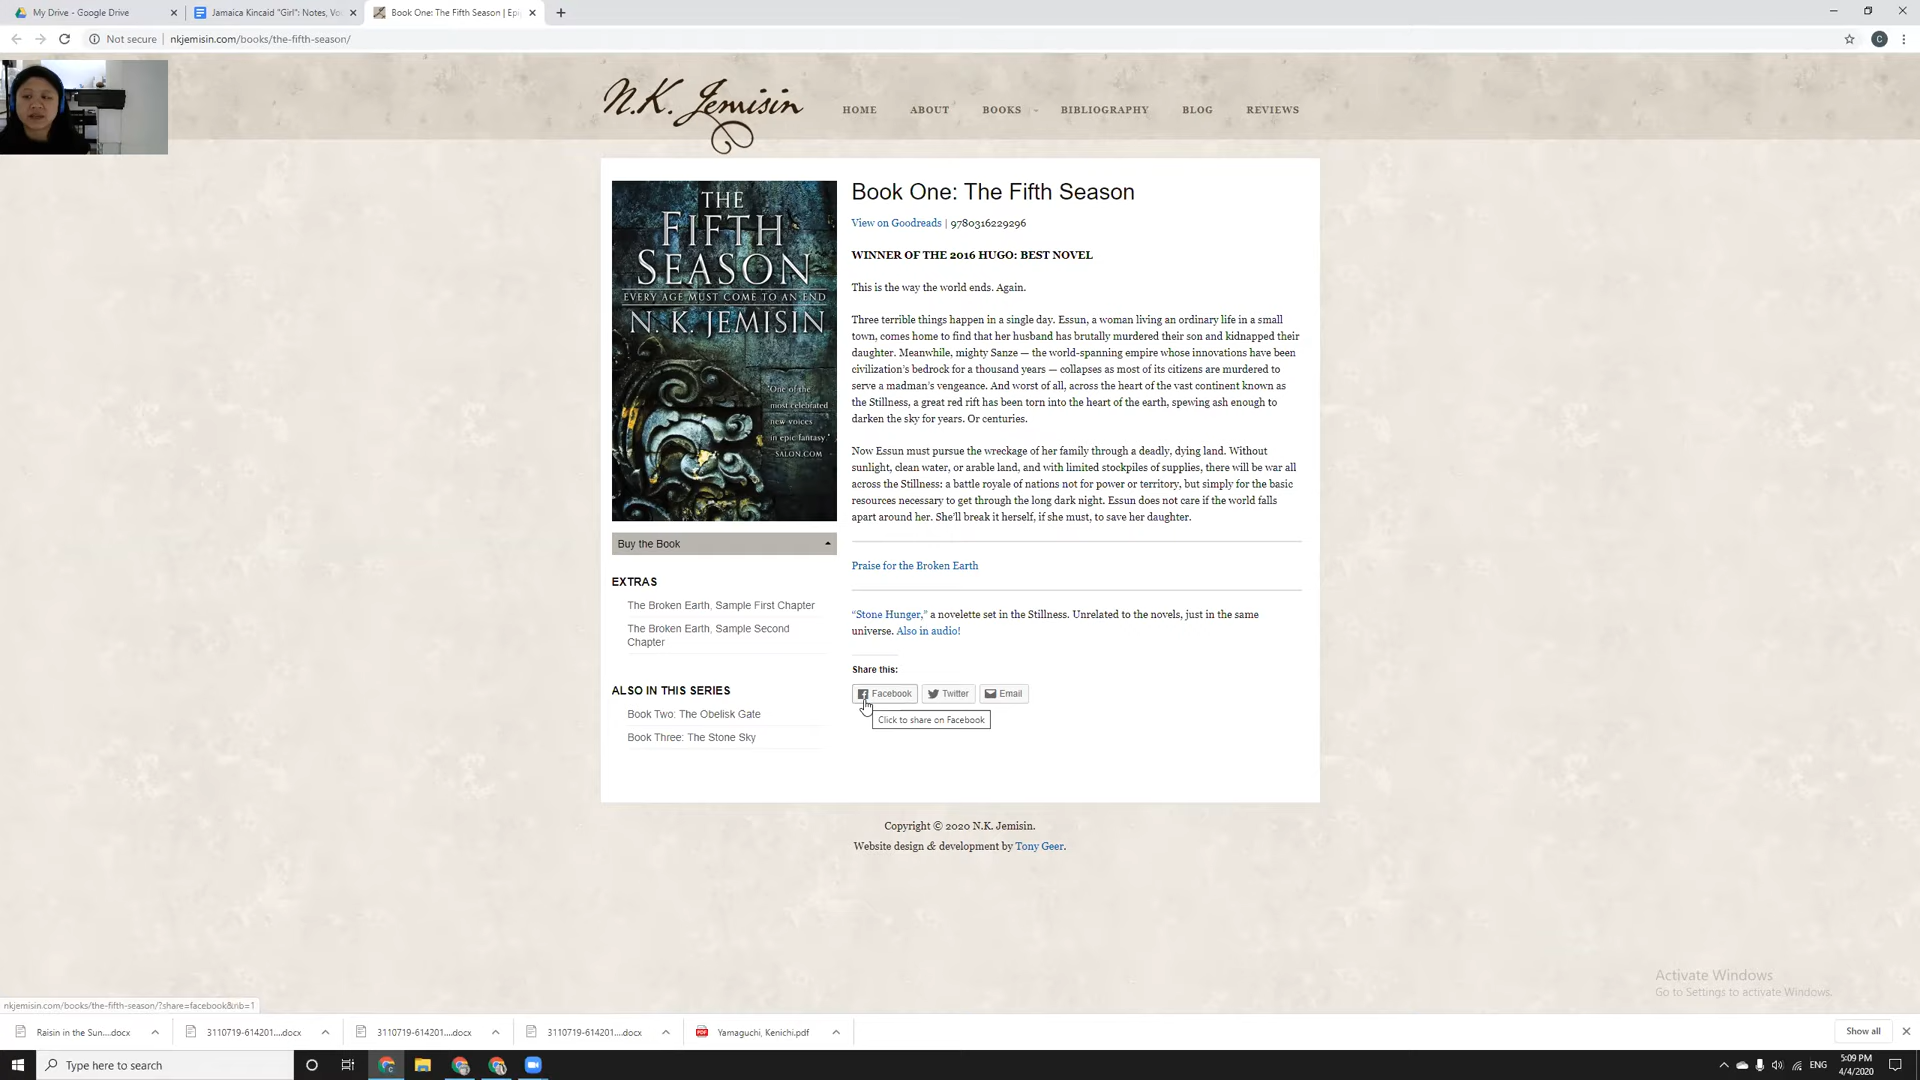 My Drive - Google Drive
Jamaica Kincaid "Girl": Notes, Voc
Book One: The Fifth Season | Epi
Not secure | nkjemisin.com/books/the-fifth-season/
C
N.K. Jemisin
HOME ABOUT BOOKS BIBLIOGRAPHY BLOG REVIEWS
THE
FIFTH
SEASON
EVERY AGE MUST COME TO AN END
N. K. JEMISIN
"One of the
most celebrated
new voices
in epic fantasy"
SALON.COM
Buy the Book
EXTRAS
The Broken Earth, Sample First Chapter
The Broken Earth, Sample Second
Chapter
ALSO IN THIS SERIES
Book Two: The Obelisk Gate
Book Three: The Stone Sky
Book One: The Fifth Season
View on Goodreads | 9780316229296
WINNER OF THE 2016 HUGO: BEST NOVEL
This is the way the world ends. Again.
Three terrible things happen in a single day. Essun, a woman living an ordinary life in a small
town, comes home to find that her husband has brutally murdered their son and kidnapped their
daughter. Meanwhile, mighty Sanze — the world-spanning empire whose innovations have been
civilization's bedrock for a thousand years — collapses as most of its citizens are murdered to
serve a madman's vengeance. And worst of all, across the heart of the vast continent known as
the Stillness, a great red rift has been torn into the heart of the earth, spewing ash enough to
darken the sky for years. Or centuries.
Now Essun must pursue the wreckage of her family through a deadly, dying land. Without
sunlight, clean water, or arable land, and with limited stockpiles of supplies, there will be war all
across the Stillness: a battle royale of nations not for power or territory, but simply for the basic
resources necessary to get through the long dark night. Essun does not care if the world falls
apart around her. She'll break it herself, if she must, to save her daughter.
Praise for the Broken Earth
"Stone Hunger," a novelette set in the Stillness. Unrelated to the novels, just in the same
universe. Also in audio!
Share this:
Facebook Twitter Email
Click to share on Facebook
Copyright © 2020 N.K. Jemisin.
Website design & development by Tony Geer.
Activate Windows
Go to Settings to activate Windows.
nkjemisin.com/books/the-fifth-season/?share=facebook&nb=1
Raisin in the Sun....docx
3110719-614201....docx
3110719-614201....docx
3110719-614201....docx
Yamaguchi, Kenichi.pdf
Show all
Type here to search
ENG
5:09 PM
4/4/2020